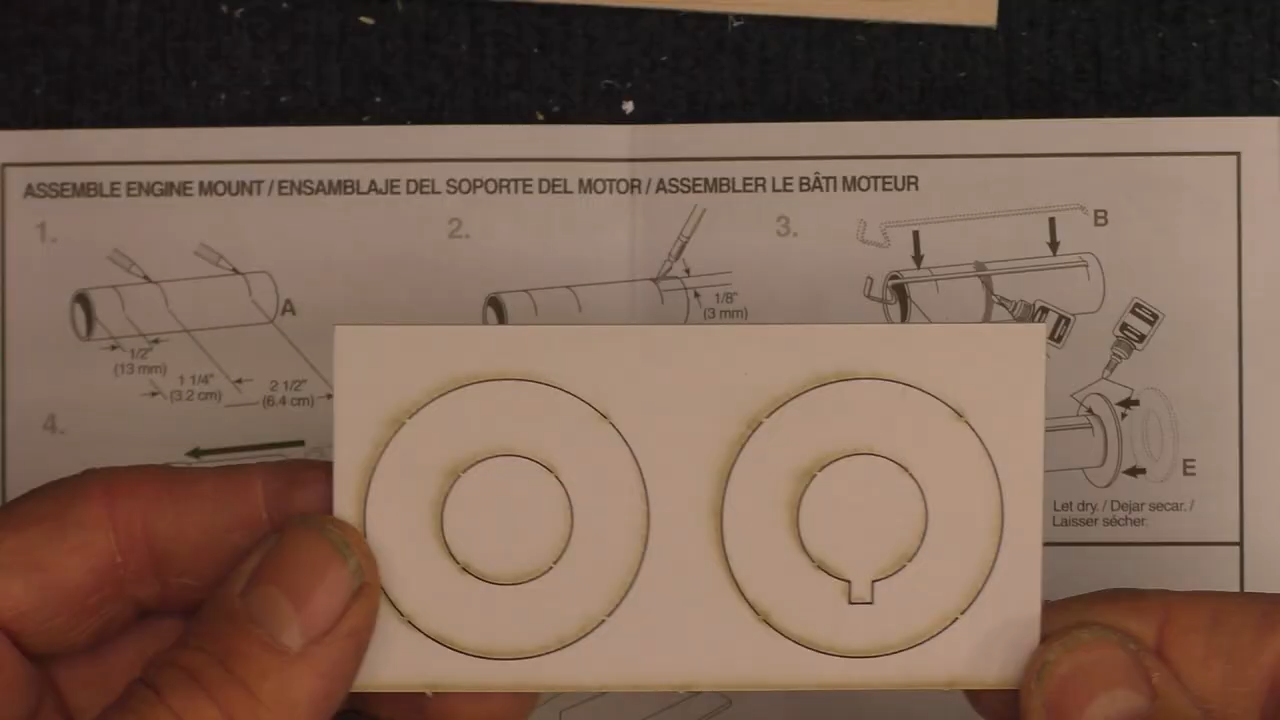 ASSEMBLE ENGINE MOUNT / ENSAMBLAJE DEL SOPORTE DEL MOTOR / ASSEMBLER LE BÂTI MOTEUR
1.
2.
3.
B
A
1/8"
(3 mm)
1/2"
(13 mm)
1 1/4"
(3.2 cm)
2 1/2"
(6.4 cm)
4.
E
Let dry. / Dejar secar. /
Laisser sécher.